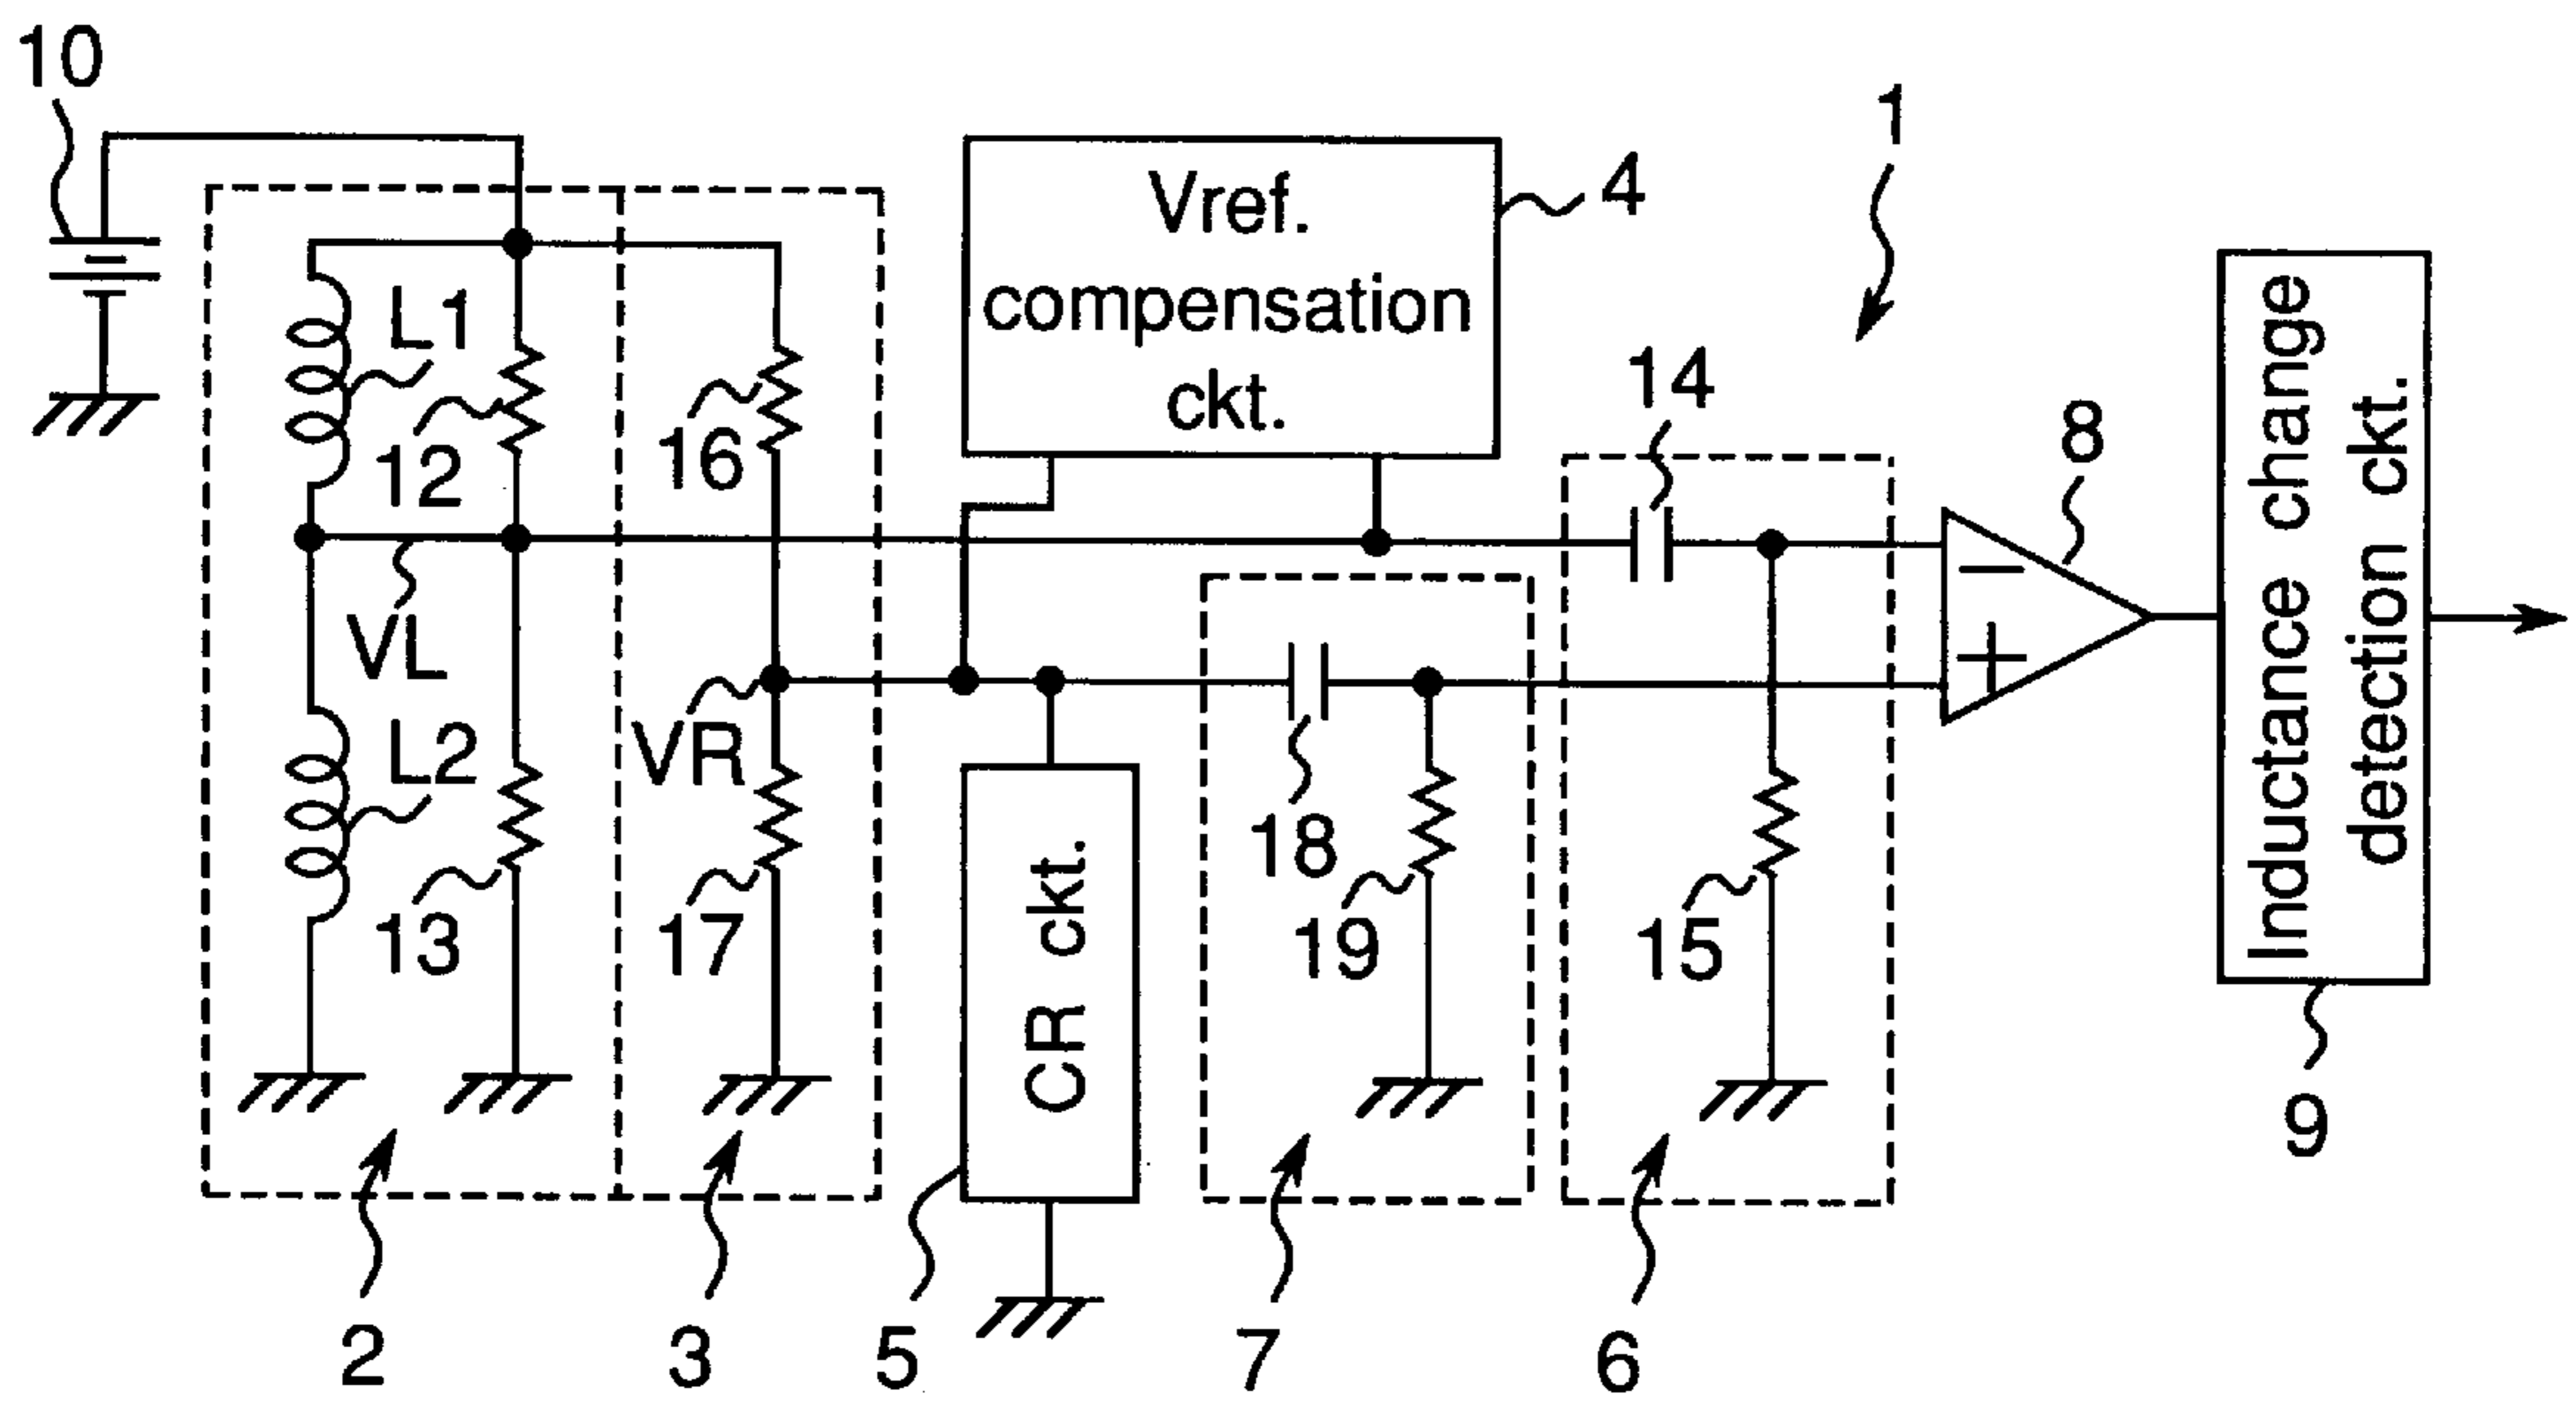 10
1
Vref.
compensation
ckt.
4
L1
12
16
14
8
Inductance change
detection ckt.
VL
VR
L2
13
17
CR ckt.
18
19
15
9
2
3
5
7
6
−
+